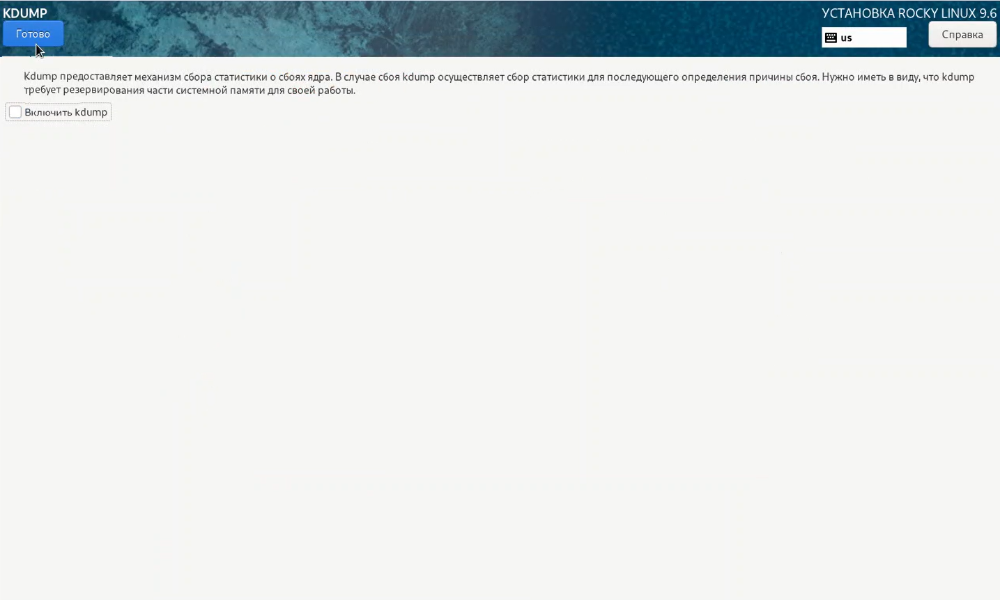 KDUMP
УСТАНОВКА ROCKY LINUX 9.6
Готово
us
Справка
Kdump предоставляет механизм сбора статистики о сбоях ядра. В случае сбоя kdump осуществляет сбор статистики для последующего определения причины сбоя. Нужно иметь в виду, что kdump
требует резервирования части системной памяти для своей работы.
Включить kdump